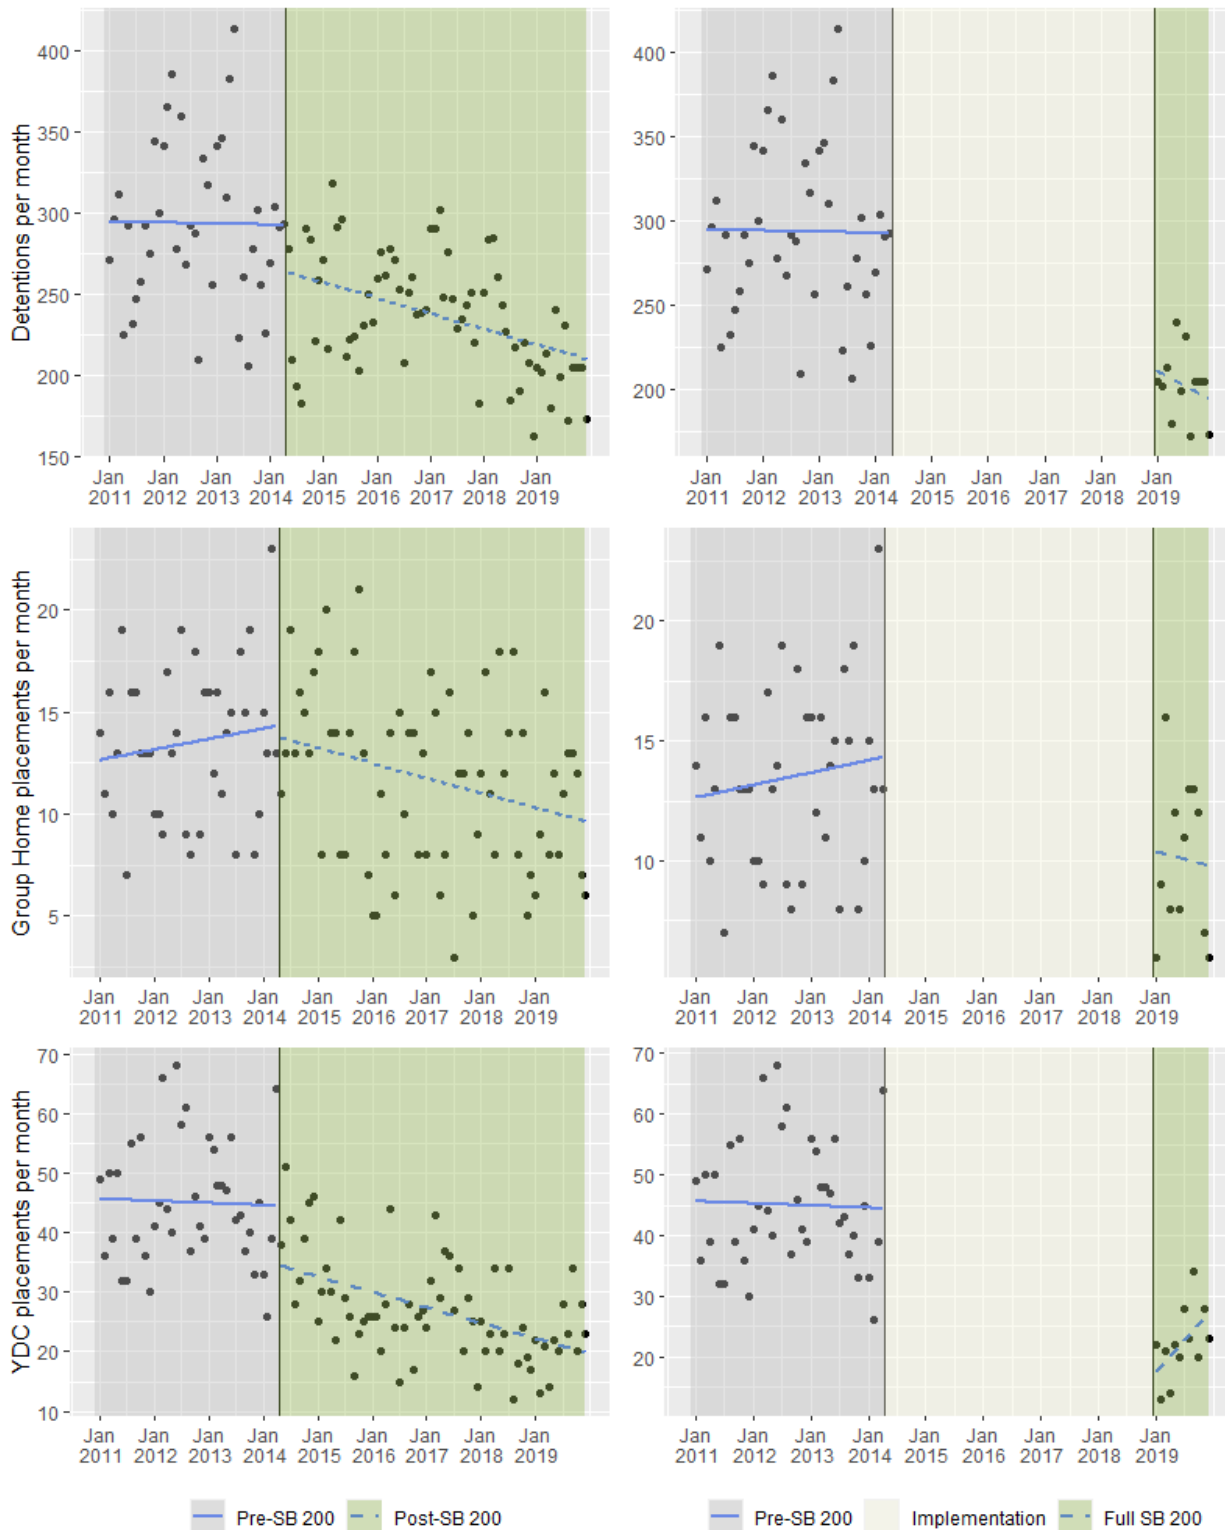 Detentions per month
400
350
300
250
200
150
Jan 2011
Jan 2012
Jan 2013
Jan 2014
Jan 2015
Jan 2016
Jan 2017
Jan 2018
Jan 2019
400
350
300
250
200
Jan 2011
Jan 2012
Jan 2013
Jan 2014
Jan 2015
Jan 2016
Jan 2017
Jan 2018
Jan 2019
Group Home placements per month
20
15
10
5
Jan 2011
Jan 2012
Jan 2013
Jan 2014
Jan 2015
Jan 2016
Jan 2017
Jan 2018
Jan 2019
20
15
10
Jan 2011
Jan 2012
Jan 2013
Jan 2014
Jan 2015
Jan 2016
Jan 2017
Jan 2018
Jan 2019
YDC placements per month
70
60
50
40
30
20
10
Jan 2011
Jan 2012
Jan 2013
Jan 2014
Jan 2015
Jan 2016
Jan 2017
Jan 2018
Jan 2019
70
60
50
40
30
20
Jan 2011
Jan 2012
Jan 2013
Jan 2014
Jan 2015
Jan 2016
Jan 2017
Jan 2018
Jan 2019
Pre-SB 200
Post-SB 200
Pre-SB 200
Implementation
Full SB 200